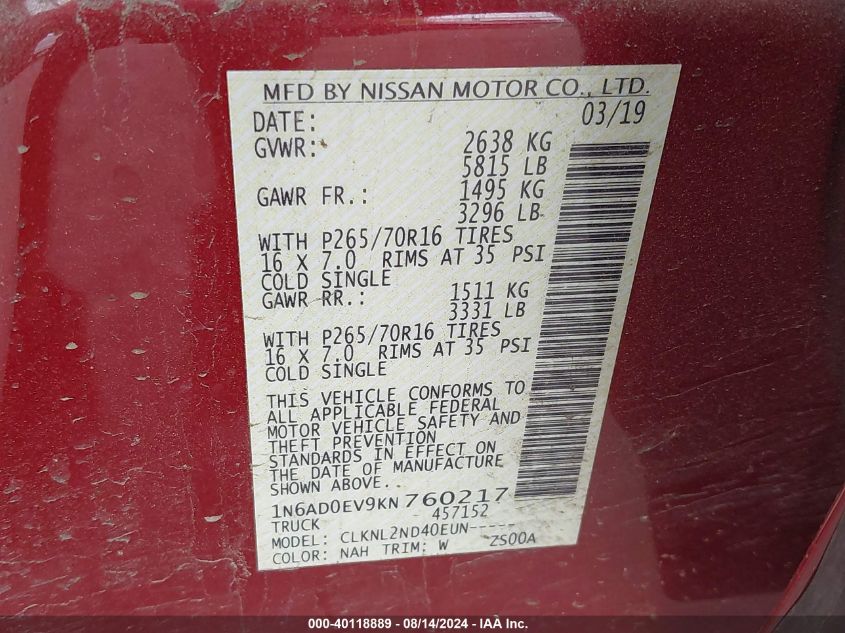 MFD BY NISSAN MOTOR CO., LTD.
DATE: 03/19
GVWR: 2638 KG
5815 LB
GAWR FR.: 1495 KG
3296 LB
WITH P265/70R16 TIRES
16 X 7.0 RIMS AT 35 PSI
COLD SINGLE
GAWR RR.: 1511 KG
3331 LB
WITH P265/70R16 TIRES
16 X 7.0 RIMS AT 35 PSI
COLD SINGLE
THIS VEHICLE CONFORMS TO
ALL APPLICABLE FEDERAL
MOTOR VEHICLE SAFETY AND
THEFT PREVENTION
STANDARDS IN EFFECT ON
THE DATE OF MANUFACTURE
SHOWN ABOVE.
1N6AD0EV9KN760217
TRUCK 457152
MODEL: CLKNL2ND40EUN-----
COLOR: NAH TRIM: W ZS00A
000-40118889 - 08/14/2024 - IAA Inc.